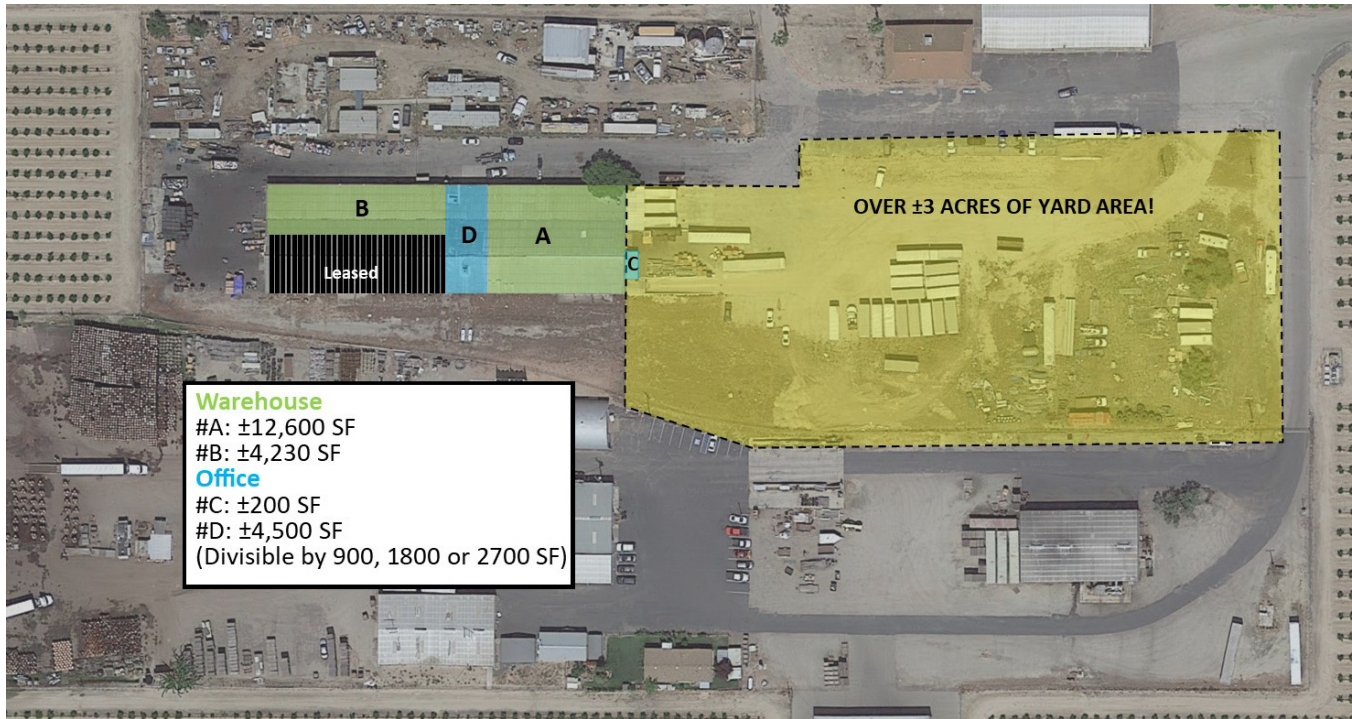 B
D
A
C
Leased
OVER ±3 ACRES OF YARD AREA!
Warehouse
#A: ±12,600 SF
#B: ±4,230 SF
Office
#C: ±200 SF
#D: ±4,500 SF
(Divisible by 900, 1800 or 2700 SF)